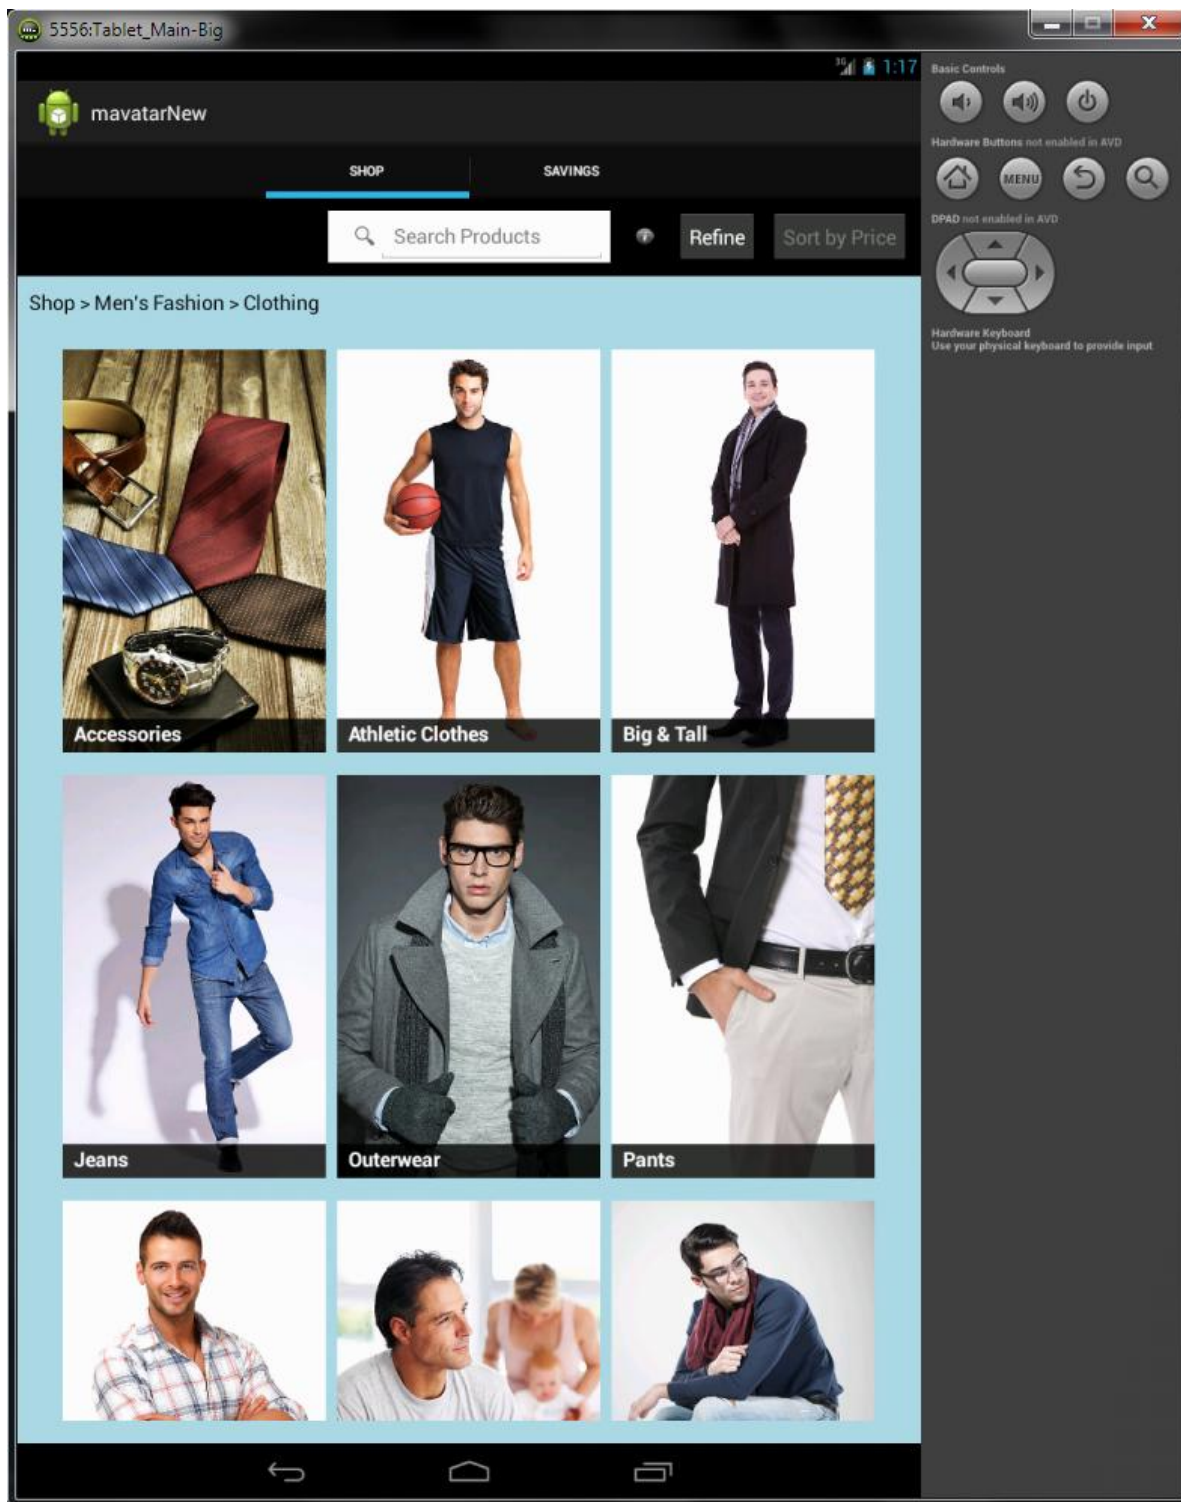 5556:Tablet_Main-Big
3G 1:17
mavatarNew
SHOP SAVINGS
Search Products Refine Sort by Price
Shop > Men's Fashion > Clothing
Accessories Athletic Clothes Big & Tall
Jeans Outerwear Pants
Basic Controls
Hardware Buttons not enabled in AVD
MENU
DPAD not enabled in AVD
Hardware Keyboard
Use your physical keyboard to provide input